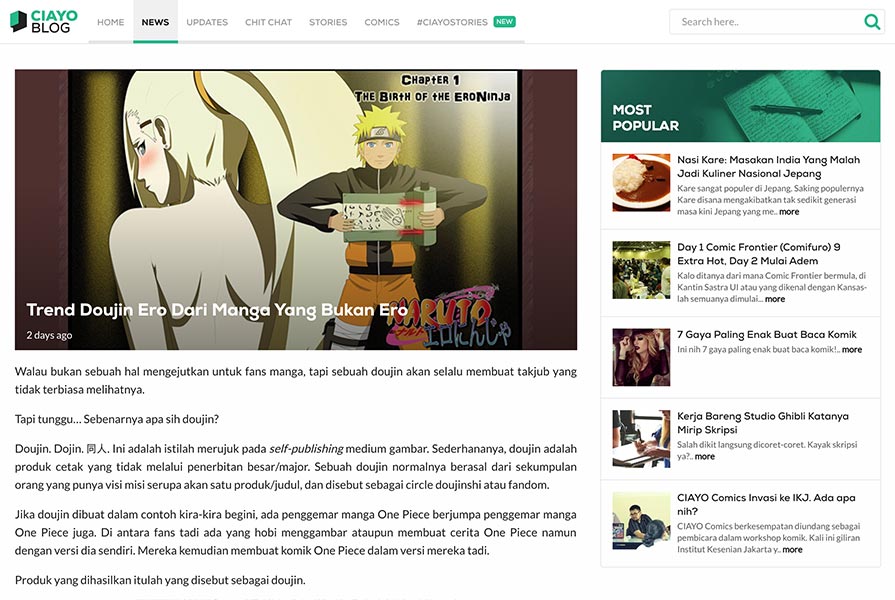 CIAYO
BLOG
HOME
NEWS
UPDATES
CHIT CHAT
STORIES
COMICS
#CIAYOSTORIES NEW
Search here..
Chapter 1
The Birth of the EroNinja
NARUTO
Trend Doujin Ero Dari Manga Yang Bukan Ero
2 days ago
Walau bukan sebuah hal mengejutkan untuk fans manga, tapi sebuah doujin akan selalu membuat takjub yang
tidak terbiasa melihatnya.
Tapi tunggu… Sebenarnya apa sih doujin?
Doujin. Dojin. 同人. Ini adalah istilah merujuk pada self-publishing medium gambar. Sederhananya, doujin adalah
produk cetak yang tidak melalui penerbitan besar/major. Sebuah doujin normalnya berasal dari sekumpulan
orang yang punya visi misi serupa akan satu produk/judul, dan disebut sebagai circle doujinshi atau fandom.
Jika doujin dibuat dalam contoh kira-kira begini, ada penggemar manga One Piece berjumpa penggemar manga
One Piece juga. Di antara fans tadi ada yang hobi menggambar ataupun membuat cerita One Piece namun
dengan versi dia sendiri. Mereka kemudian membuat komik One Piece dalam versi mereka tadi.
Produk yang dihasilkan itulah yang disebut sebagai doujin.
MOST
POPULAR
Nasi Kare: Masakan India Yang Malah
Jadi Kuliner Nasional Jepang
Kare sangat populer di Jepang. Saking populernya
Kare disana mengakibatkan tak sedikit generasi
masa kini Jepang yang me.. more
Day 1 Comic Frontier (Comifuro) 9
Extra Hot, Day 2 Mulai Adem
Kalo ditanya dari mana Comic Frontier bermula, di
Kantin Sastra UI atau yang dikenal dengan Kansas-
lah semuanya dimulai... more
7 Gaya Paling Enak Buat Baca Komik
Ini nih 7 gaya paling enak buat baca komik!.. more
Kerja Bareng Studio Ghibli Katanya
Mirip Skripsi
Salah dikit langsung dicoret-coret. Kayak skripsi
ya?.. more
CIAYO Comics Invasi ke IKJ. Ada apa
nih?
CIAYO Comics berkesempatan diundang sebagai
pembicara dalam workshop komik. Kali ini giliran
Institut Kesenian Jakarta y.. more